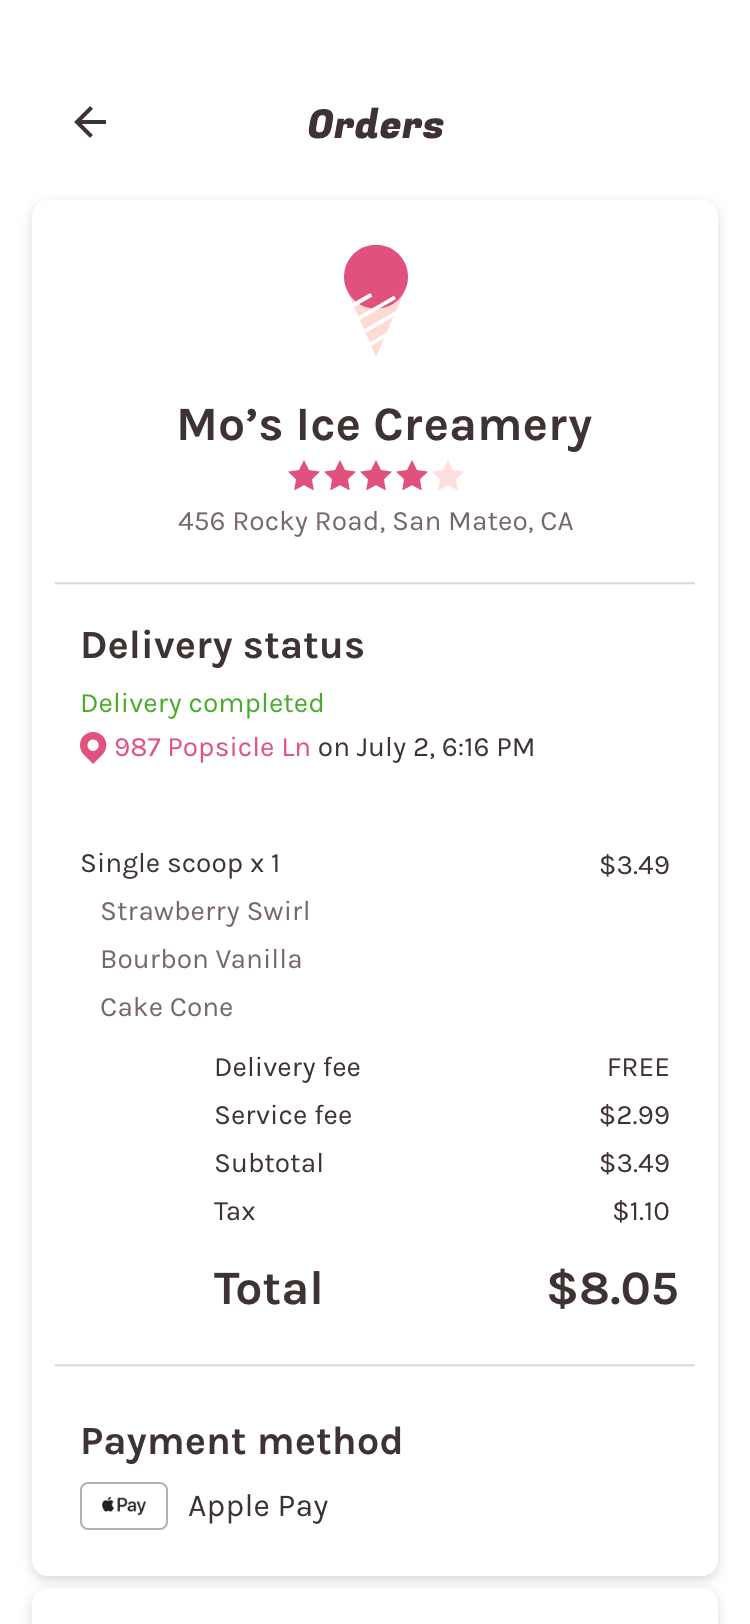 Orders
Mo’s Ice Creamery
456 Rocky Road, San Mateo, CA
Delivery status
Delivery completed
987 Popsicle Ln on July 2, 6:16 PM
Single scoop x 1 $3.49
Strawberry Swirl
Bourbon Vanilla
Cake Cone
Delivery fee FREE
Service fee $2.99
Subtotal $3.49
Tax $1.10
Total $8.05
Payment method
Pay Apple Pay